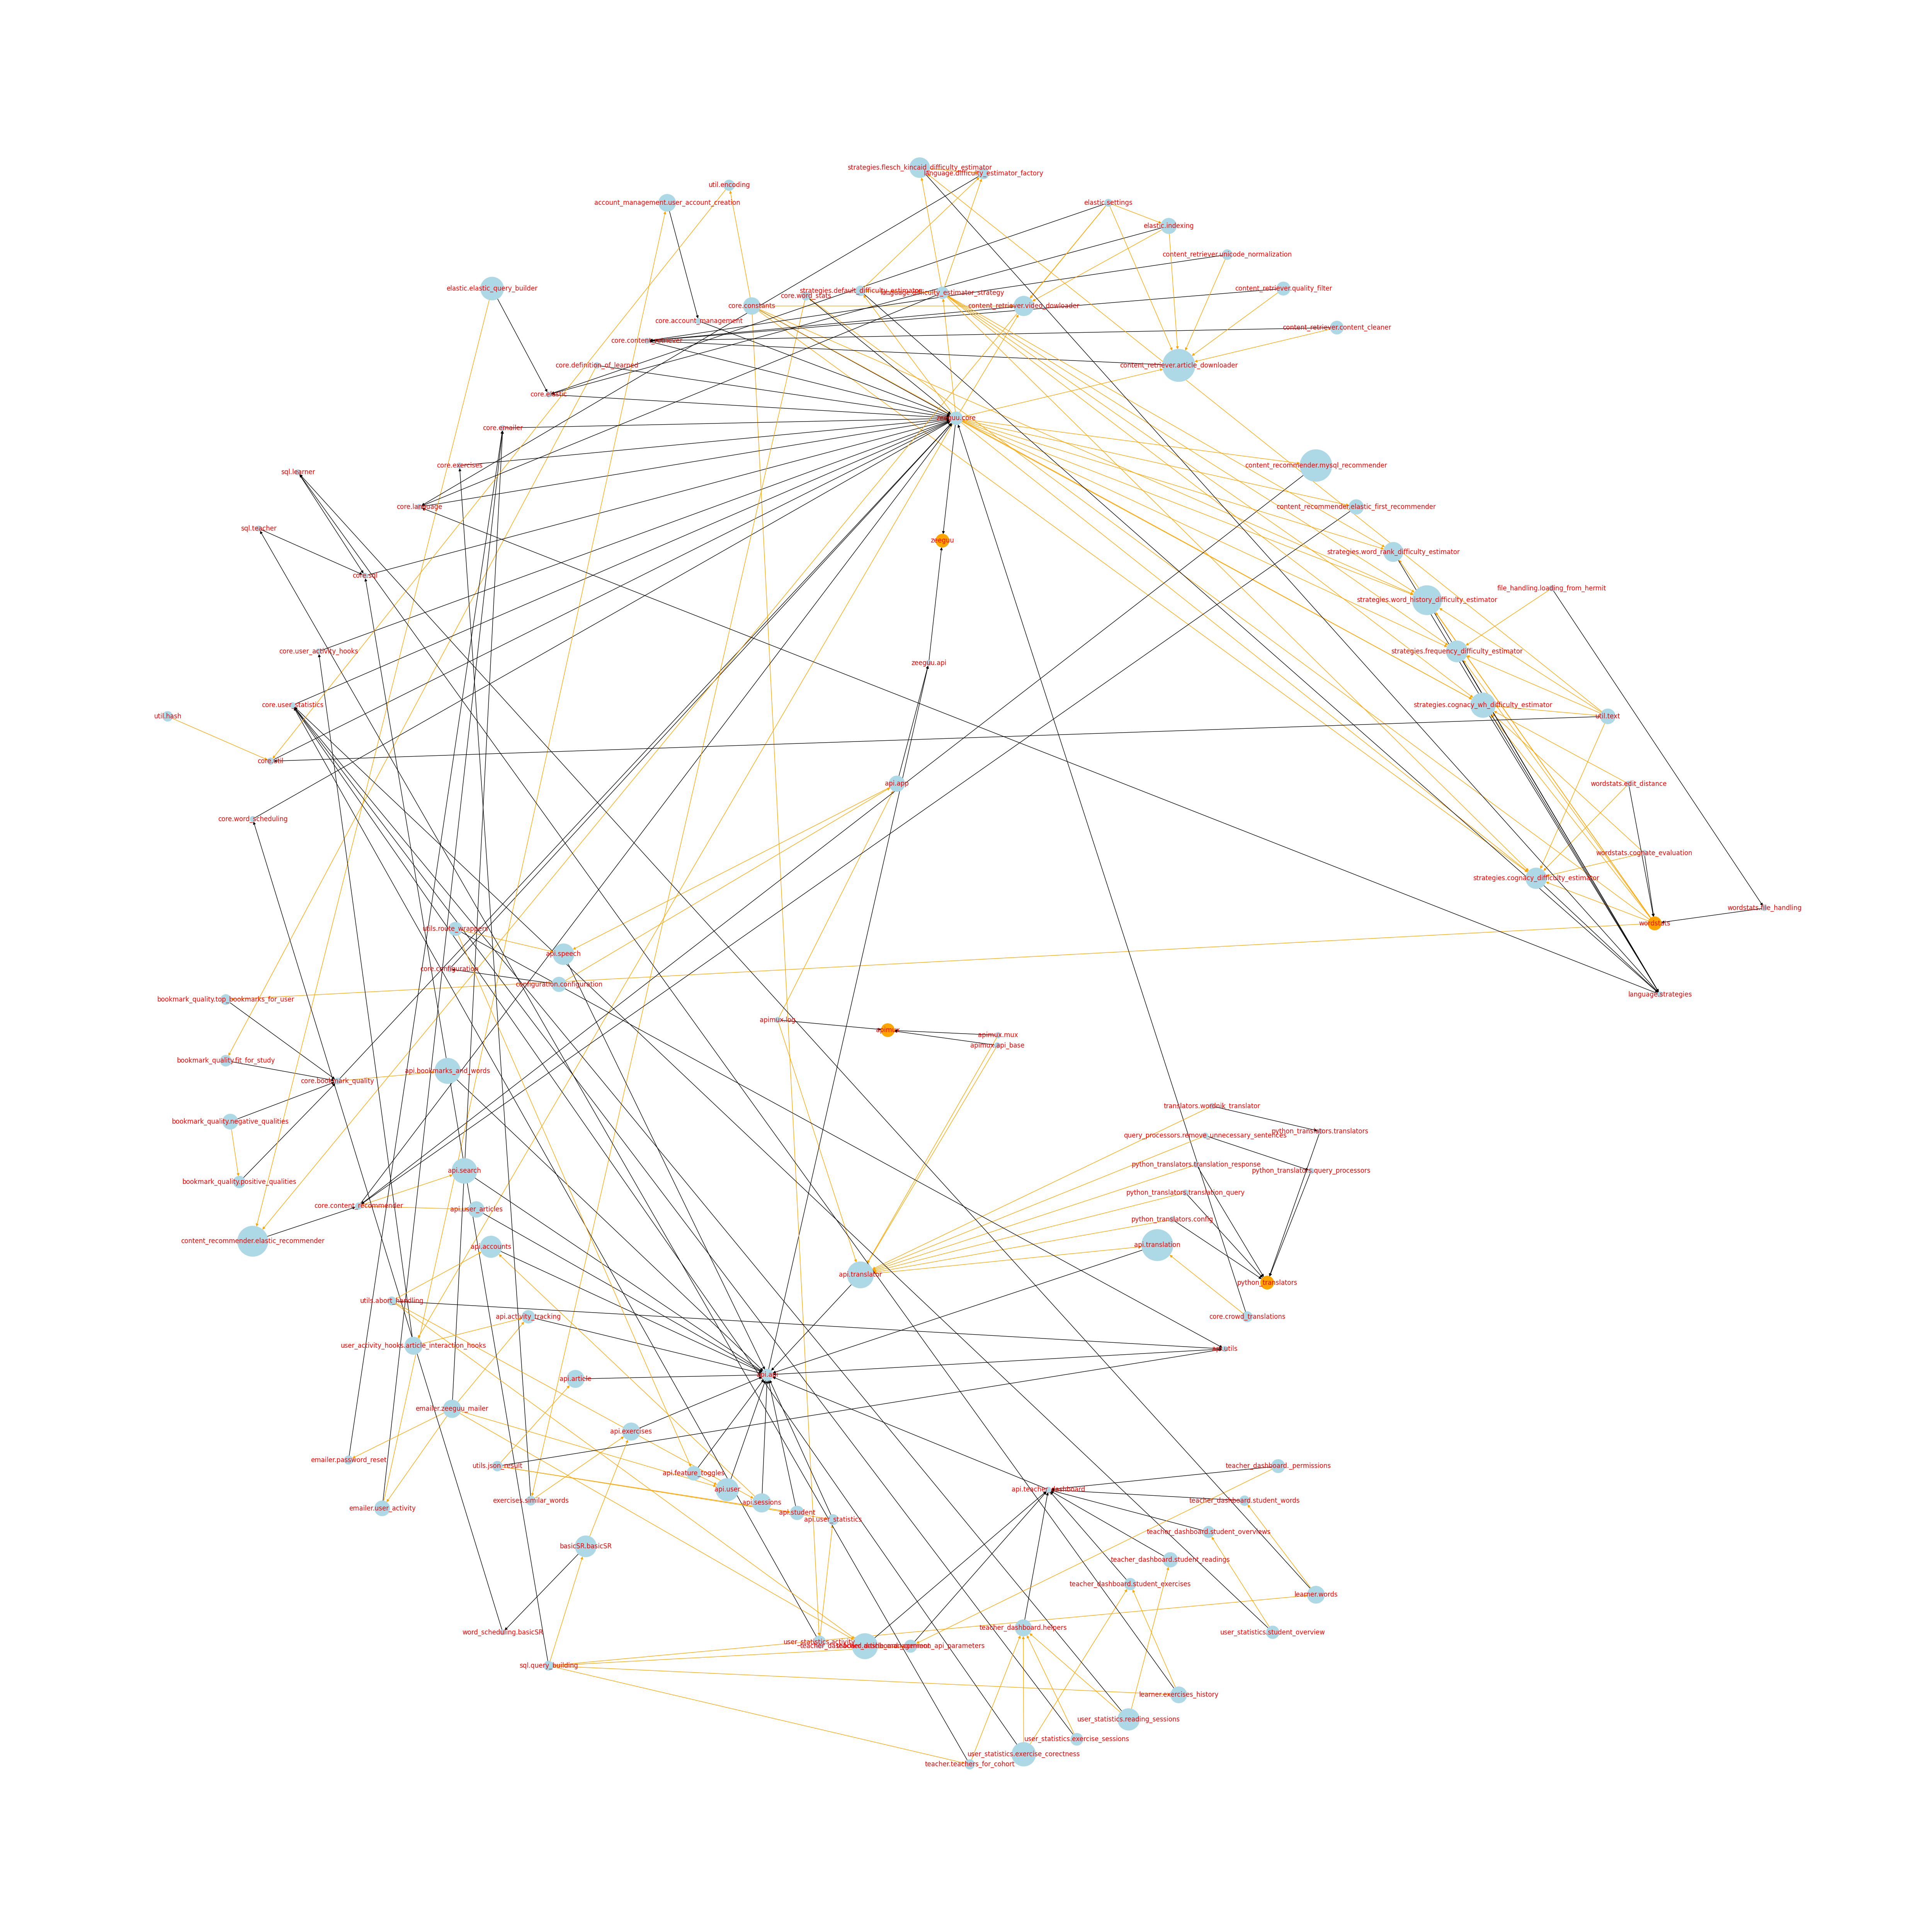 strategies.flesch_kincaid_difficulty_estimator
language.difficulty_estimator_factory
util.encoding
account_management.user_account_creation
elastic.settings
elastic.indexing
content_retriever.unicode_normalization
elastic.elastic_query_builder
content_retriever.quality_filter
strategies.default_difficulty_estimator
language.difficulty_estimator_strategy
core.word_stats
core.constants
content_retriever.video_dowloader
core.account_management
content_retriever.content_cleaner
core.content_retriever
core.definition_of_learned
content_retriever.article_downloader
core.elastic
zeeguu.core
core.emailer
core.exercises
content_recommender.mysql_recommender
sql.learner
core.language
content_recommender.elastic_first_recommender
sql.teacher
zeeguu
strategies.word_rank_difficulty_estimator
core.sql
file_handling.loading_from_hermit
strategies.word_history_difficulty_estimator
core.user_activity_hooks
strategies.frequency_difficulty_estimator
zeeguu.api
core.user_statistics
strategies.cognacy_wh_difficulty_estimator
util.hash
util.text
core.util
api.app
wordstats.edit_distance
core.word_scheduling
wordstats.cognate_evaluation
strategies.cognacy_difficulty_estimator
wordstats.file_handling
wordstats
utils.route_wrappers
api.speech
core.configuration
configuration.configuration
language.strategies
bookmark_quality.top_bookmarks_for_user
apimux.log
apimux
apimux.mux
apimux.api_base
bookmark_quality.fit_for_study
api.bookmarks_and_words
core.bookmark_quality
translators.wordnik_translator
bookmark_quality.negative_qualities
python_translators.translators
query_processors.remove_unnecessary_sentences
python_translators.translation_response
api.search
python_translators.query_processors
bookmark_quality.positive_qualities
python_translators.translation_query
core.content_recommender
api.user_articles
python_translators.config
content_recommender.elastic_recommender
api.accounts
api.translation
api.translator
python_translators
utils.abort_handling
api.activity_tracking
core.crowd_translations
user_activity_hooks.article_interaction_hooks
api.utils
api.api
api.article
emailer.zeeguu_mailer
api.exercises
emailer.password_reset
utils.json_result
teacher_dashboard._permissions
api.feature_toggles
api.user
api.teacher_dashboard
exercises.similar_words
api.sessions
teacher_dashboard.student_words
emailer.user_activity
api.student
api.user_statistics
teacher_dashboard.student_overviews
basicSR.basicSR
teacher_dashboard.student_readings
teacher_dashboard.student_exercises
learner.words
teacher_dashboard.helpers
word_scheduling.basicSR
user_statistics.student_overview
user_statistics.activity
sql.query_building
learner.exercises_history
user_statistics.reading_sessions
user_statistics.exercise_sessions
user_statistics.exercise_corectness
teacher.teachers_for_cohort